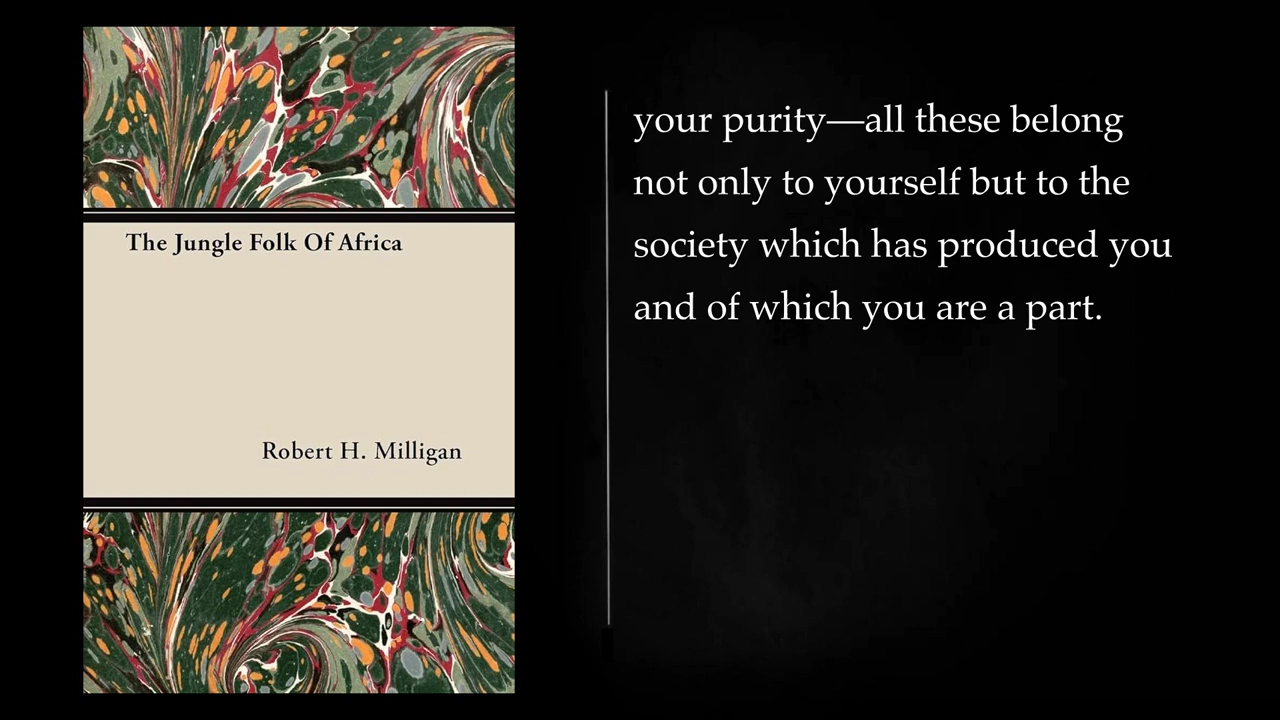 The Jungle Folk Of Africa
Robert H. Milligan
your purity—all these belong
not only to yourself but to the
society which has produced you
and of which you are a part.